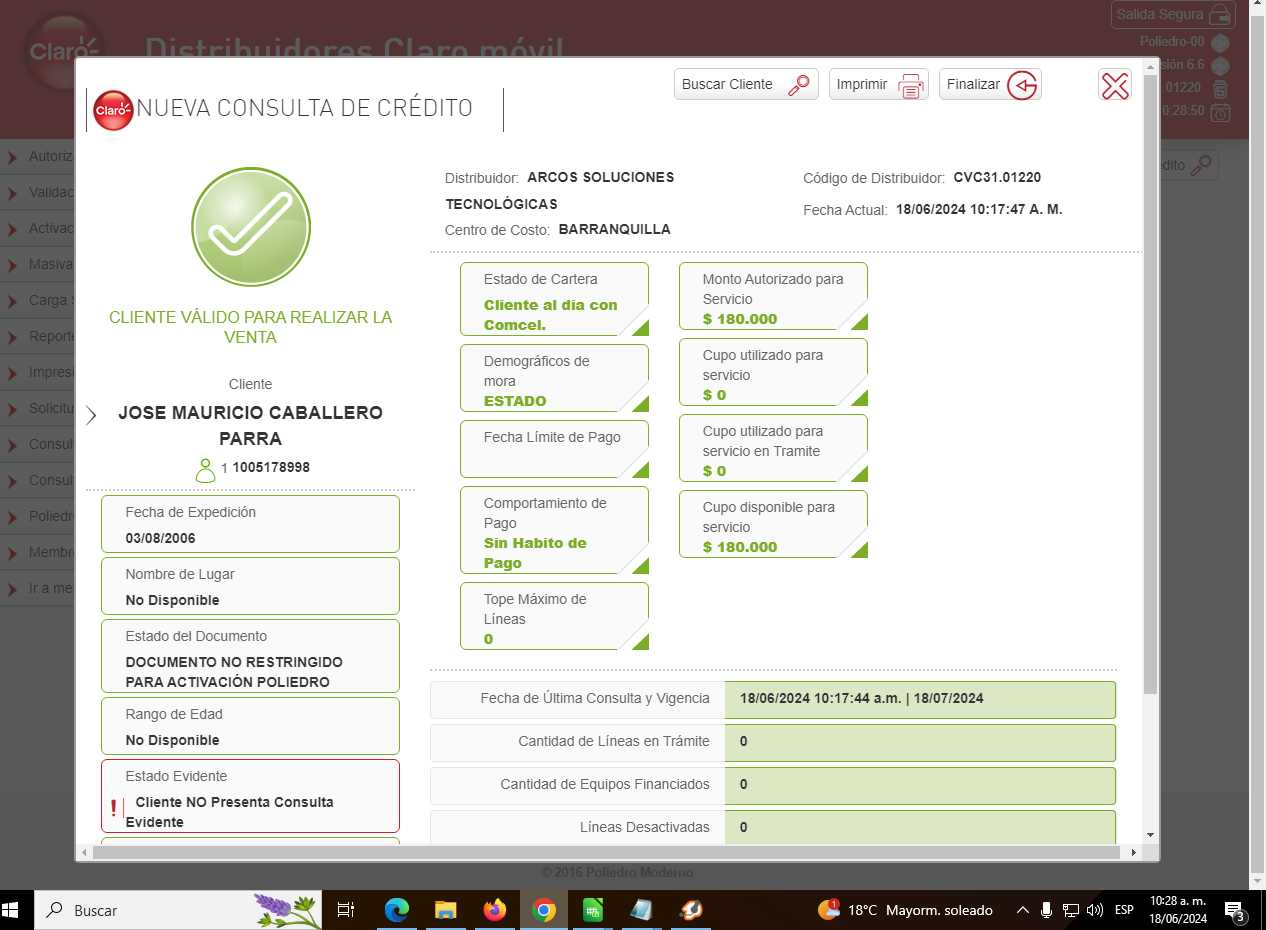 Claro
Distribuidores Claro móvil
Salida Segura
Poliedro-00
sión 6.6
.01220
0:28:50
Buscar Cliente
Imprimir
Finalizar
Claro
NUEVA CONSULTA DE CRÉDITO
Autoriz
Validac
Activac
Masiva
Carga S
Reporte
Impresi
Solicitu
Consult
Consult
Poliedr
Membr
Ir a me
édito
CLIENTE VÁLIDO PARA REALIZAR LA
VENTA
Cliente
JOSE MAURICIO CABALLERO
PARRA
1 1005178998
Fecha de Expedición
03/08/2006
Nombre de Lugar
No Disponible
Estado del Documento
DOCUMENTO NO RESTRINGIDO
PARA ACTIVACIÓN POLIEDRO
Rango de Edad
No Disponible
Estado Evidente
! Cliente NO Presenta Consulta
Evidente
Distribuidor: ARCOS SOLUCIONES
TECNOLÓGICAS
Centro de Costo: BARRANQUILLA
Código de Distribuidor: CVC31.01220
Fecha Actual: 18/06/2024 10:17:47 A. M.
Estado de Cartera
Cliente al dia con
Comcel.
Demográficos de
mora
ESTADO
Fecha Límite de Pago
Comportamiento de
Pago
Sin Habito de
Pago
Tope Máximo de
Líneas
0
Monto Autorizado para
Servicio
$ 180.000
Cupo utilizado para
servicio
$ 0
Cupo utilizado para
servicio en Tramite
$ 0
Cupo disponible para
servicio
$ 180.000
Fecha de Última Consulta y Vigencia 18/06/2024 10:17:44 a.m. | 18/07/2024
Cantidad de Líneas en Trámite 0
Cantidad de Equipos Financiados 0
Líneas Desactivadas 0
© 2016 Poliedro Moderno
Buscar
1
18°C Mayorm. soleado
ESP
10:28 a. m.
18/06/2024
3